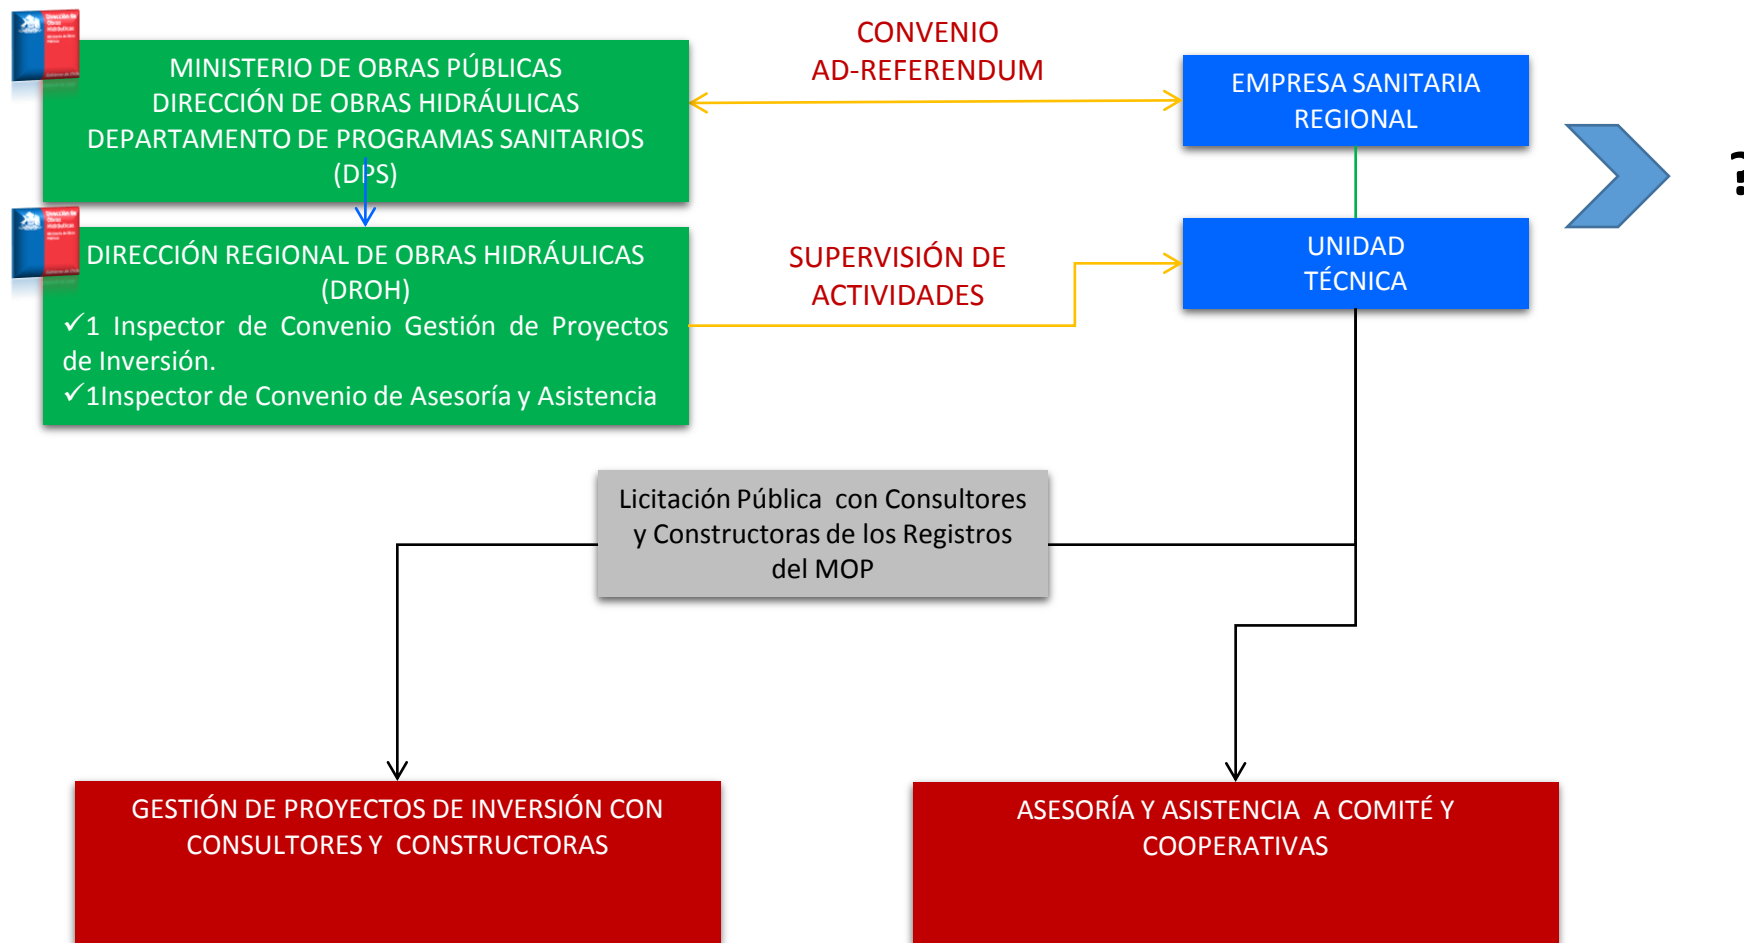 CONVENIO
AD-REFERENDUM
MINISTERIO DE OBRAS PÚBLICAS
DIRECCIÓN DE OBRAS HIDRÁULICAS
DEPARTAMENTO DE PROGRAMAS SANITARIOS
(DPS)
EMPRESA SANITARIA
REGIONAL
?
DIRECCIÓN REGIONAL DE OBRAS HIDRÁULICAS
(DROH)
✓1 Inspector de Convenio Gestión de Proyectos
de Inversión.
✓1Inspector de Convenio de Asesoría y Asistencia
SUPERVISIÓN DE
ACTIVIDADES
UNIDAD
TÉCNICA
Licitación Pública con Consultores
y Constructoras de los Registros
del MOP
GESTIÓN DE PROYECTOS DE INVERSIÓN CON
CONSULTORES Y CONSTRUCTORAS
ASESORÍA Y ASISTENCIA A COMITÉ Y
COOPERATIVAS